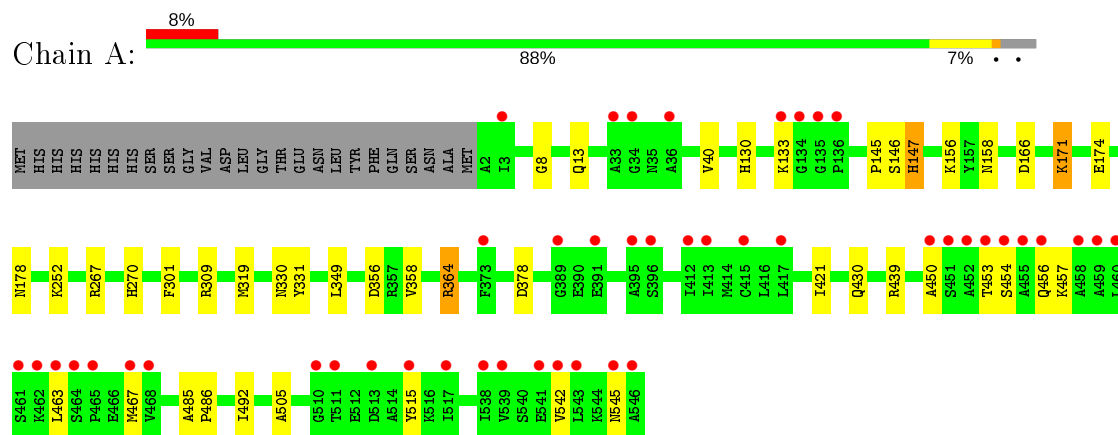 8%
Chain A:
88% 7% • •
MET HIS HIS HIS HIS HIS HIS SER SER GLY VAL ASP LEU GLY THR GLU ASN LEU TYR PHE GLN SER ASN ALA MET A2 I3 G8 Q13 A33 G34 N35 A36 V40 H130 K133 G134 G135 P136 P145 S146 H147 K156 Y157 N158 D166 K171 E174
N178 K252 R267 H270 F301 R309 M319 N330 Y331 L349 D356 R357 V358 R364 F373 D378 G389 E390 E391 A395 S396 I412 I413 M414 C415 L416 L417 I421 Q430 R439 A450 S451 A452 T453 S454 A455 Q456 K457 A458 A459 L460
S461 K462 L463 S464 P465 E466 M467 V468 A485 P486 I492 A505 G510 T511 E512 D513 A514 Y515 K516 I517 I538 V539 S540 E541 V542 L543 K544 N545 A546